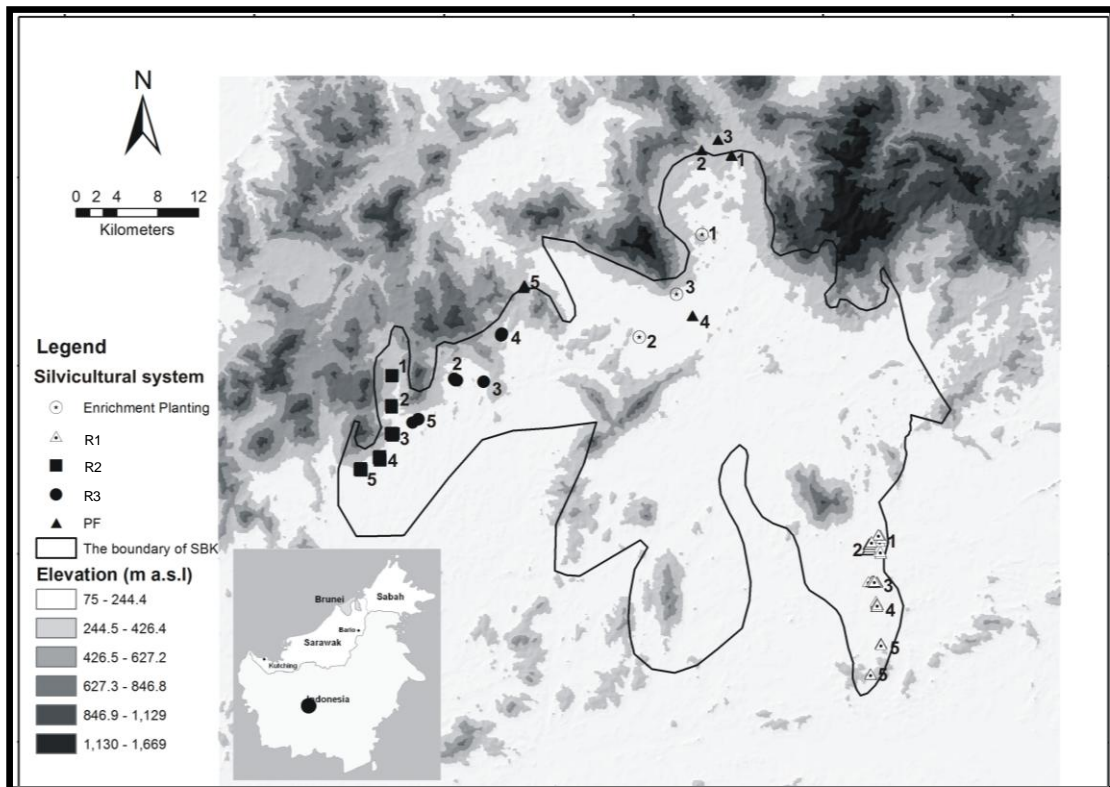 N
0 2 4 8 12
Kilometers
Legend
Silvicultural system
Enrichment Planting
R1
R2
R3
PF
The boundary of SBK
Elevation (m a.s.l)
75 - 244.4
244.5 - 426.4
426.5 - 627.2
627.3 - 846.8
846.9 - 1,129
1,130 - 1,669
3
2
1
1
3
4
2
5
4
2
3
5
1
2
3
4
5
1
2
3
4
5
5
Brunei
Sabah
Bario
Sarawak
Kutching
Indonesia